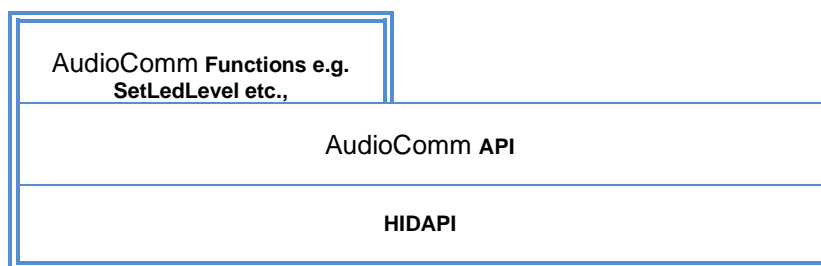 AudioComm Functions e.g.
SetLedLevel etc.,
AudioComm API
HIDAPI